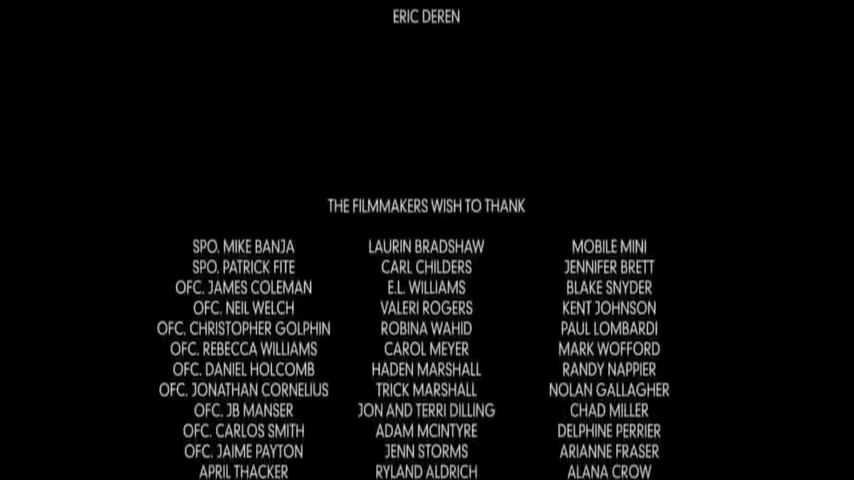 ERIC DEREN
THE FILMMAKERS WISH TO THANK
SPO. MIKE BANJA LAURIN BRADSHAW MOBILE MINI
SPO. PATRICK FITE CARL CHILDERS JENNIFER BRETT
OFC. JAMES COLEMAN E.L. WILLIAMS BLAKE SNYDER
OFC. NEIL WELCH VALERI ROGERS KENT JOHNSON
OFC. CHRISTOPHER GOLPHIN ROBINA WAHID PAUL LOMBARDI
OFC. REBECCA WILLIAMS CAROL MEYER MARK WOFFORD
OFC. DANIEL HOLCOMB HADEN MARSHALL RANDY NAPPIER
OFC. JONATHAN CORNELIUS TRICK MARSHALL NOLAN GALLAGHER
OFC. JB MANSER JON AND TERRI DILLING CHAD MILLER
OFC. CARLOS SMITH ADAM MCINTYRE DELPHINE PERRIER
OFC. JAIME PAYTON JENN STORMS ARIANNE FRASER
APRIL THACKER RYLAND ALDRICH ALANA CROW